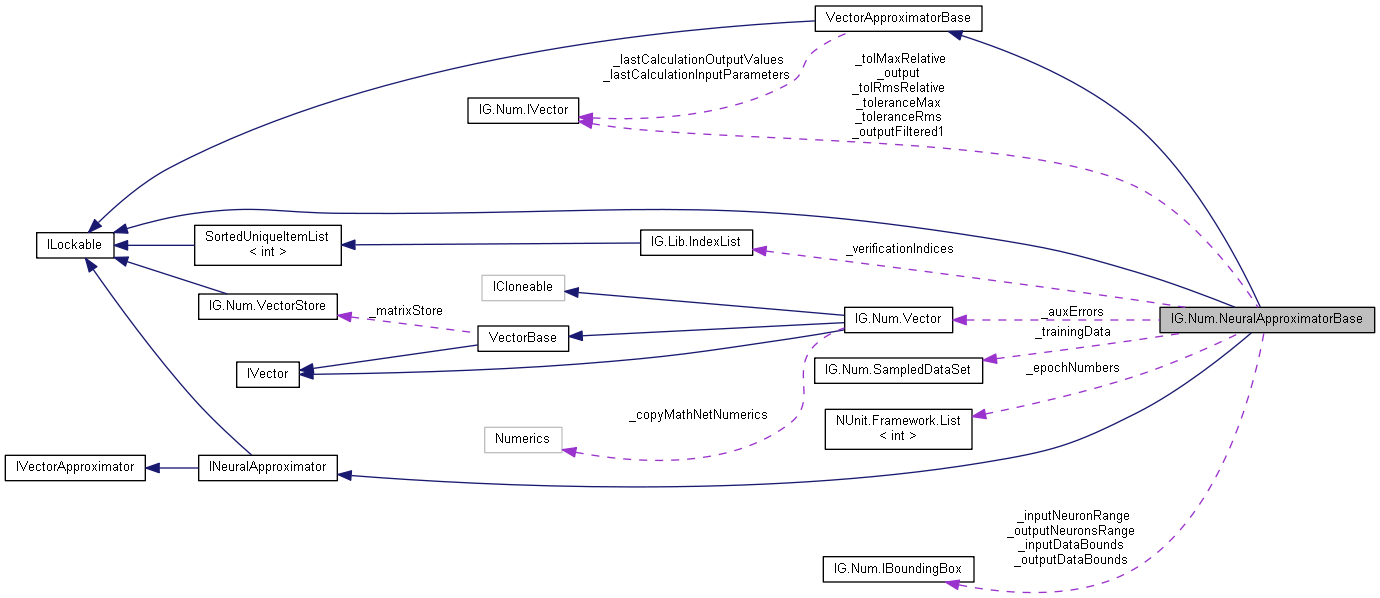 VectorApproximatorBase
_lastCalculationOutputValues
_lastCalculationInputParameters
_tolMaxRelative
_output
_tolRmsRelative
_toleranceMax
_toleranceRms
_outputFiltered1
IG.Num.IVector
ILockable
SortedUniqueItemList
< int >
IG.Lib.IndexList
_verificationIndices
ICloneable
IG.Num.VectorStore
_matrixStore
VectorBase
IG.Num.Vector
_auxErrors
IG.Num.NeuralApproximatorBase
_trainingData
IVector
IG.Num.SampledDataSet
_epochNumbers
_copyMathNetNumerics
NUnit.Framework.List
< int >
Numerics
IVectorApproximator
INeuralApproximator
_inputNeuronRange
_outputNeuronsRange
_inputDataBounds
_outputDataBounds
IG.Num.IBoundingBox